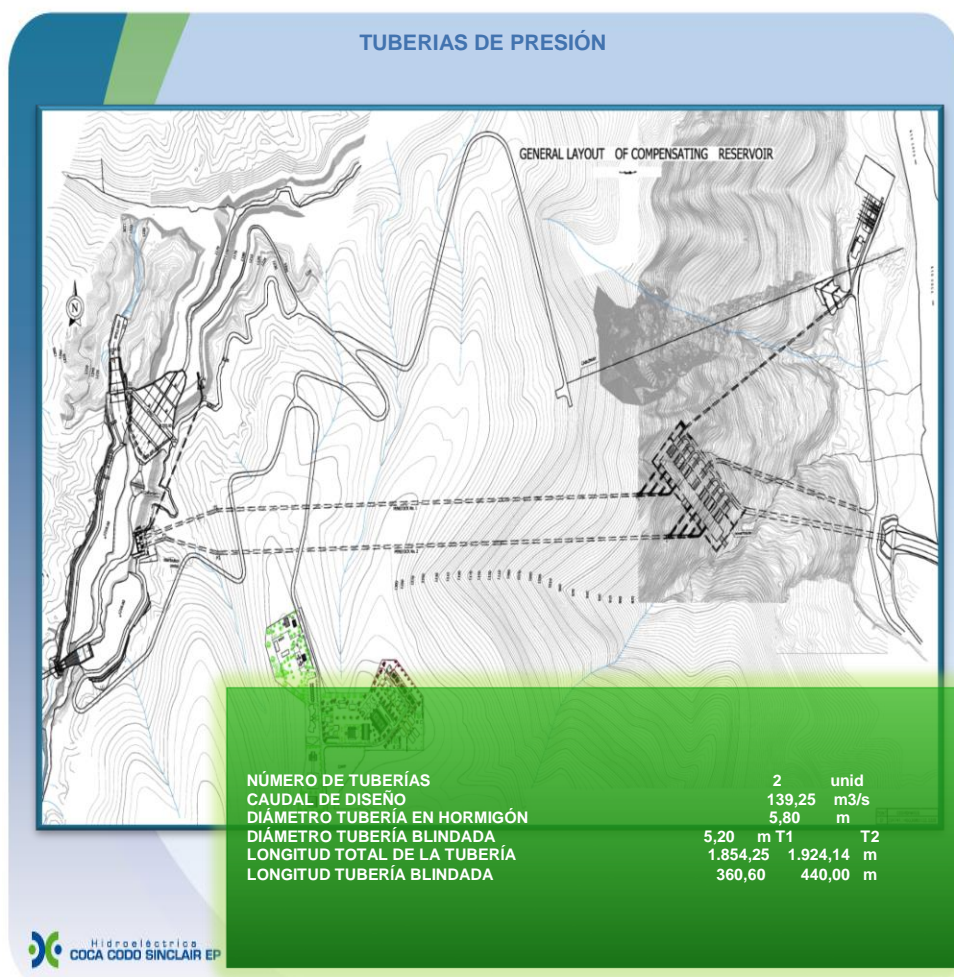 TUBERIAS DE PRESIÓN
GENERAL LAYOUT OF COMPENSATING RESERVOIR
N
NÚMERO DE TUBERÍAS 2 unid
CAUDAL DE DISEÑO 139,25 m3/s
DIÁMETRO TUBERÍA EN HORMIGÓN 5,80 m
DIÁMETRO TUBERÍA BLINDADA 5,20 m T1 T2
LONGITUD TOTAL DE LA TUBERÍA 1.854,25 1.924,14 m
LONGITUD TUBERÍA BLINDADA 360,60 440,00 m
Hidroeléctrica
COCA CODO SINCLAIR EP